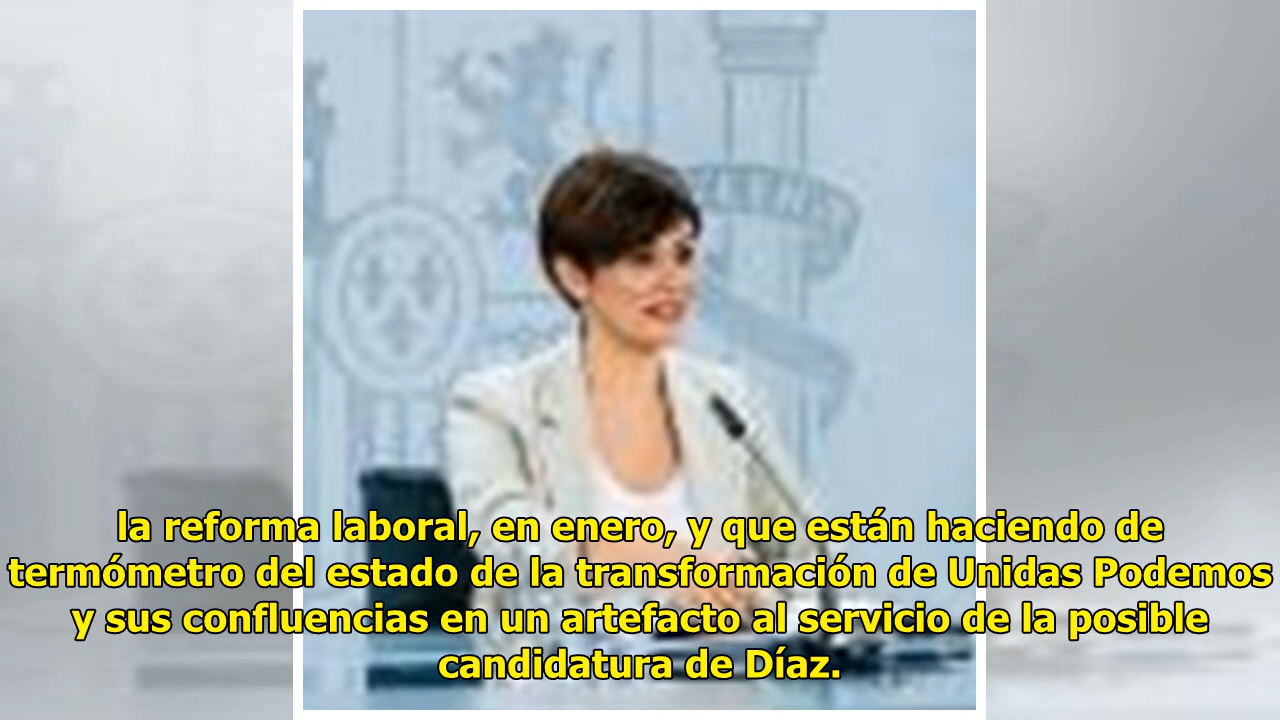 la reforma laboral, en enero, y que están haciendo de
termómetro del estado de la transformación de Unidas Podemos
y sus confluencias en un artefacto al servicio de la posible
candidatura de Díaz.